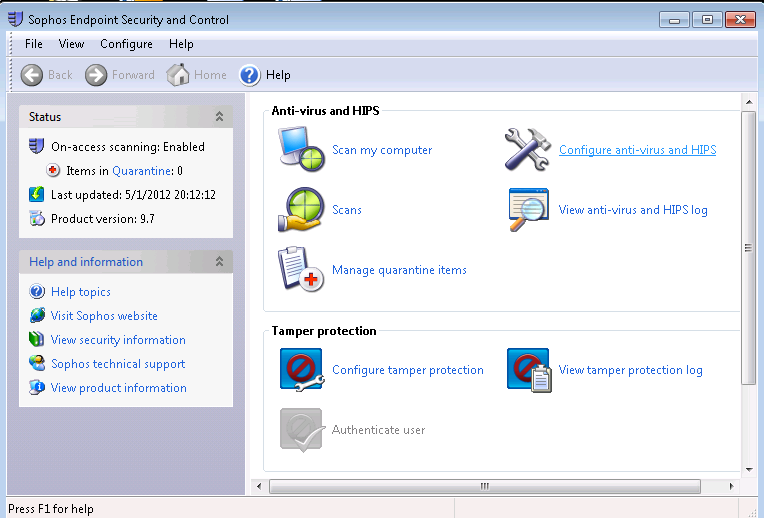 Sophos Endpoint Security and Control
File View Configure Help
Back Forward Home Help
Status
On-access scanning: Enabled
Items in Quarantine: 0
Last updated: 5/1/2012 20:12:12
Product version: 9.7
Help and information
Help topics
Visit Sophos website
View security information
Sophos technical support
View product information
Anti-virus and HIPS
Scan my computer Configure anti-virus and HIPS
Scans View anti-virus and HIPS log
Manage quarantine items
Tamper protection
Configure tamper protection View tamper protection log
Authenticate user
Press F1 for help